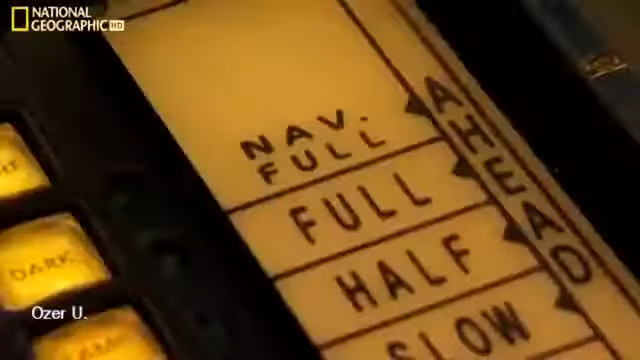 NATIONAL
GEOGRAPHIC HD
NAV.
FULL
FULL
HALF
SLOW
AHEAD
DARK
Ozer U.